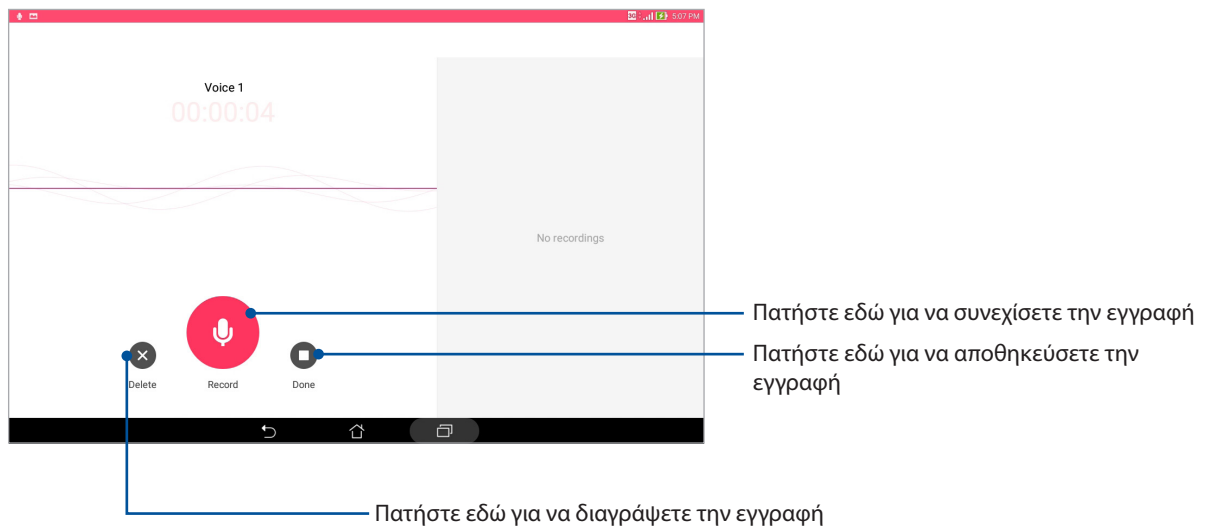 3G 5:07 PM
Voice 1
00:00:04
No recordings
Πατήστε εδώ για να συνεχίσετε την εγγραφή
Πατήστε εδώ για να αποθηκεύσετε την
εγγραφή
Delete Record Done
Πατήστε εδώ για να διαγράψετε την εγγραφή